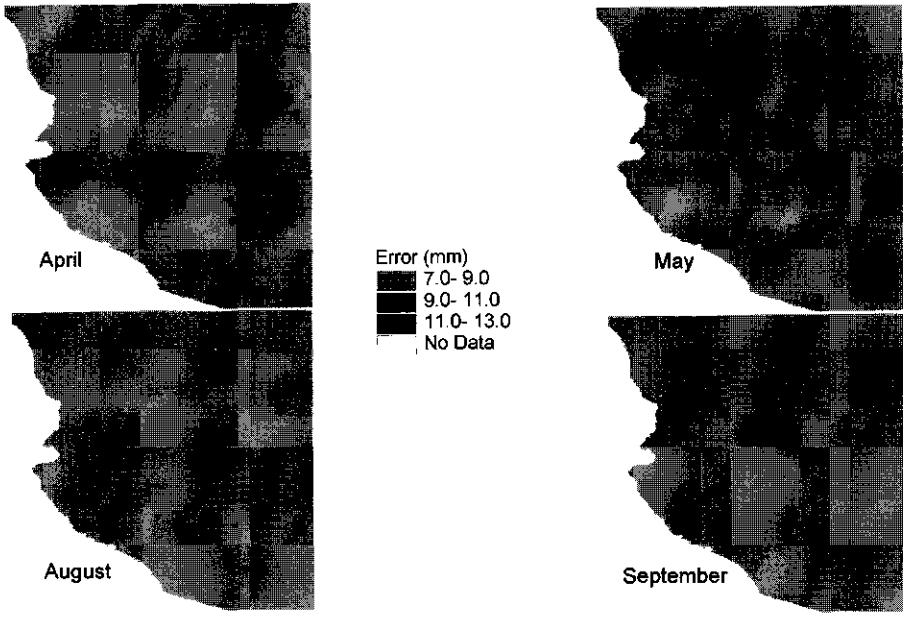 April
May
Error (mm)
7.0- 9.0
9.0- 11.0
11.0- 13.0
No Data
August
September